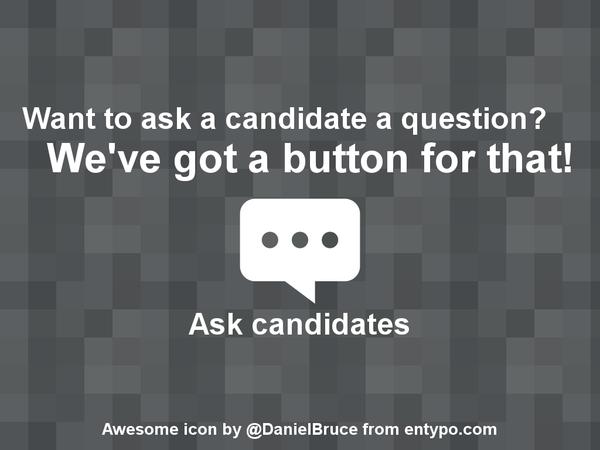 Want to ask a candidate a question?
We've got a button for that!
Ask candidates
Awesome icon by @DanielBruce from entypo.com